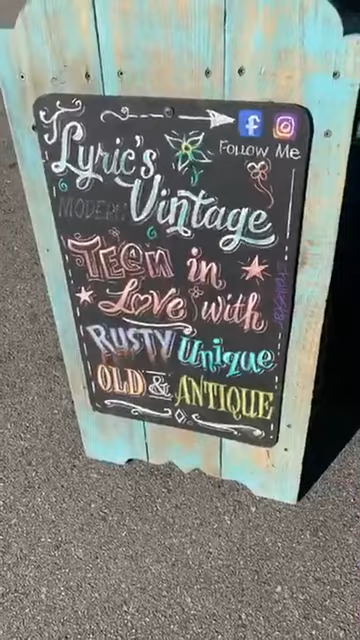 Follow Me
Lyric's
MODERN Vintage
TEEN in
Love with
RUSTY Unique
OLD & ANTIQUE